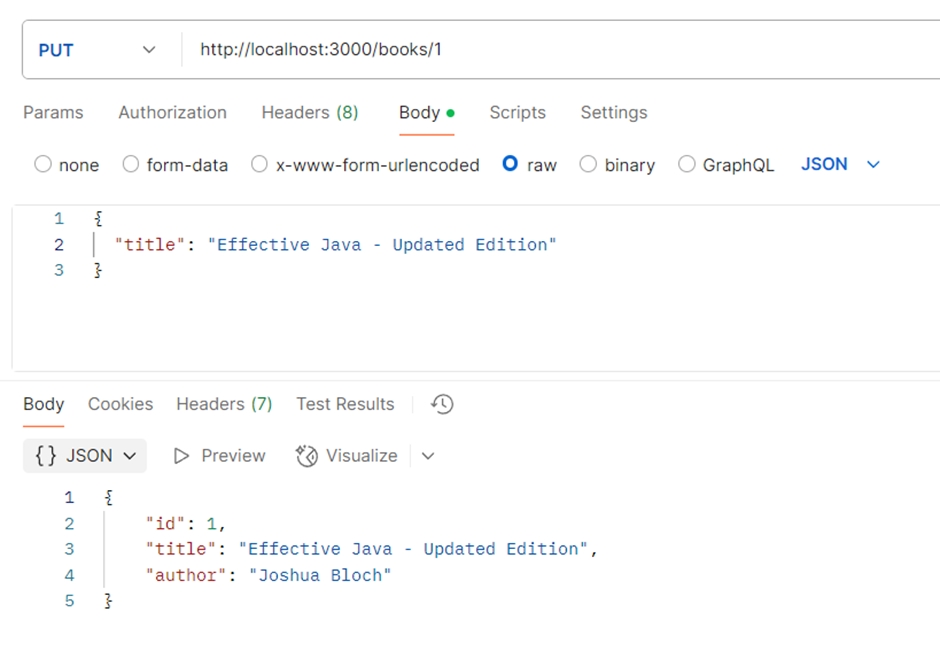 PUT http://localhost:3000/books/1
Params Authorization Headers (8) Body Scripts Settings
none form-data x-www-form-urlencoded raw binary GraphQL JSON
1 {
2 "title": "Effective Java - Updated Edition"
3 }
Body Cookies Headers (7) Test Results
{} JSON Preview Visualize
1 {
2 "id": 1,
3 "title": "Effective Java - Updated Edition",
4 "author": "Joshua Bloch"
5 }